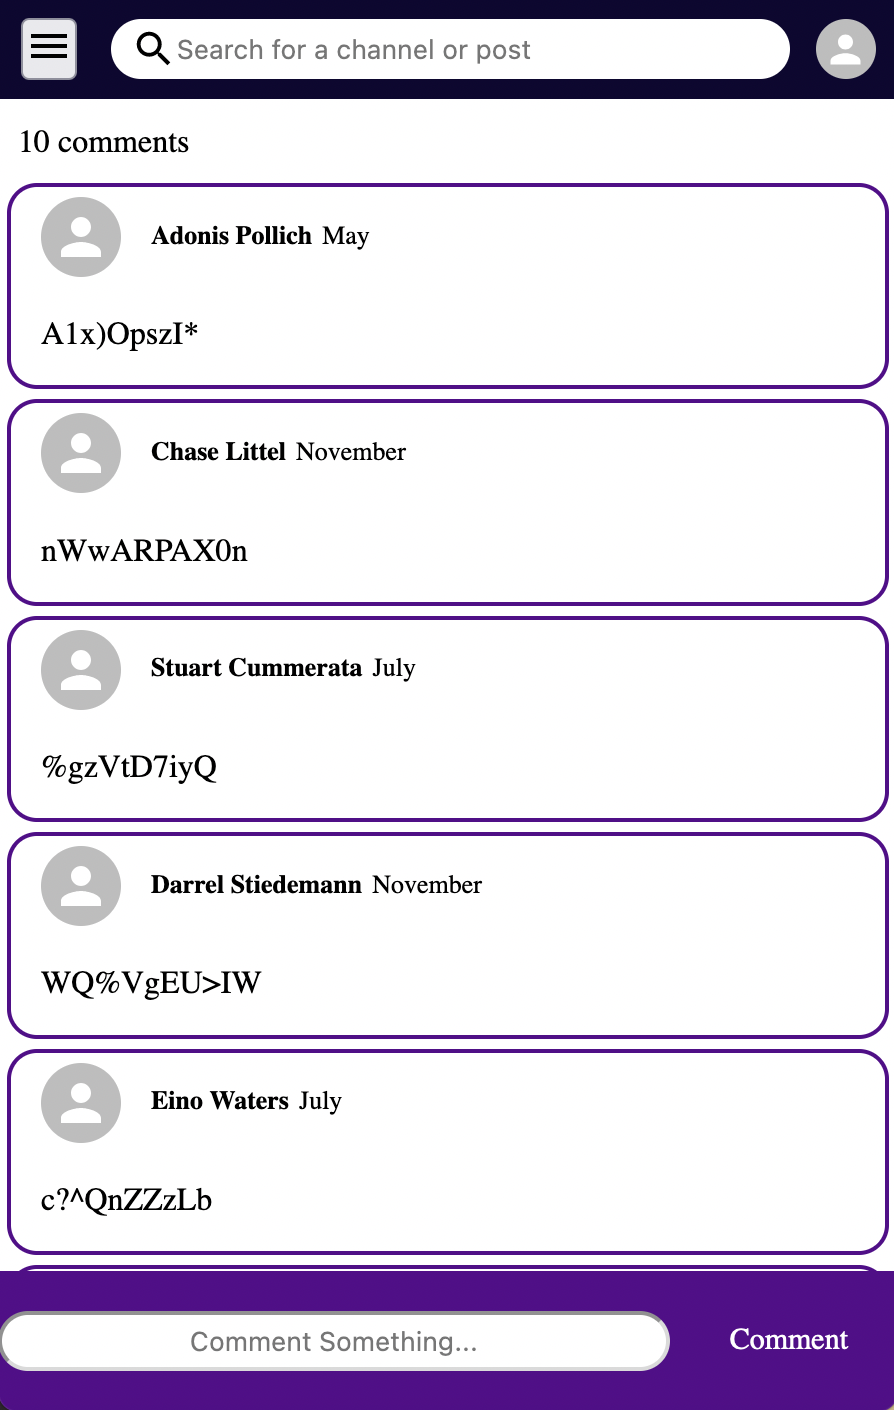 Search for a channel or post
10 comments
Adonis Pollich May
A1x)OpszI*
Chase Littel November
nWwARPAX0n
Stuart Cummerata July
%gzVtD7iyQ
Darrel Stiedemann November
WQ%VgEU>IW
Eino Waters July
c?^QnZZzLb
Comment Something... Comment